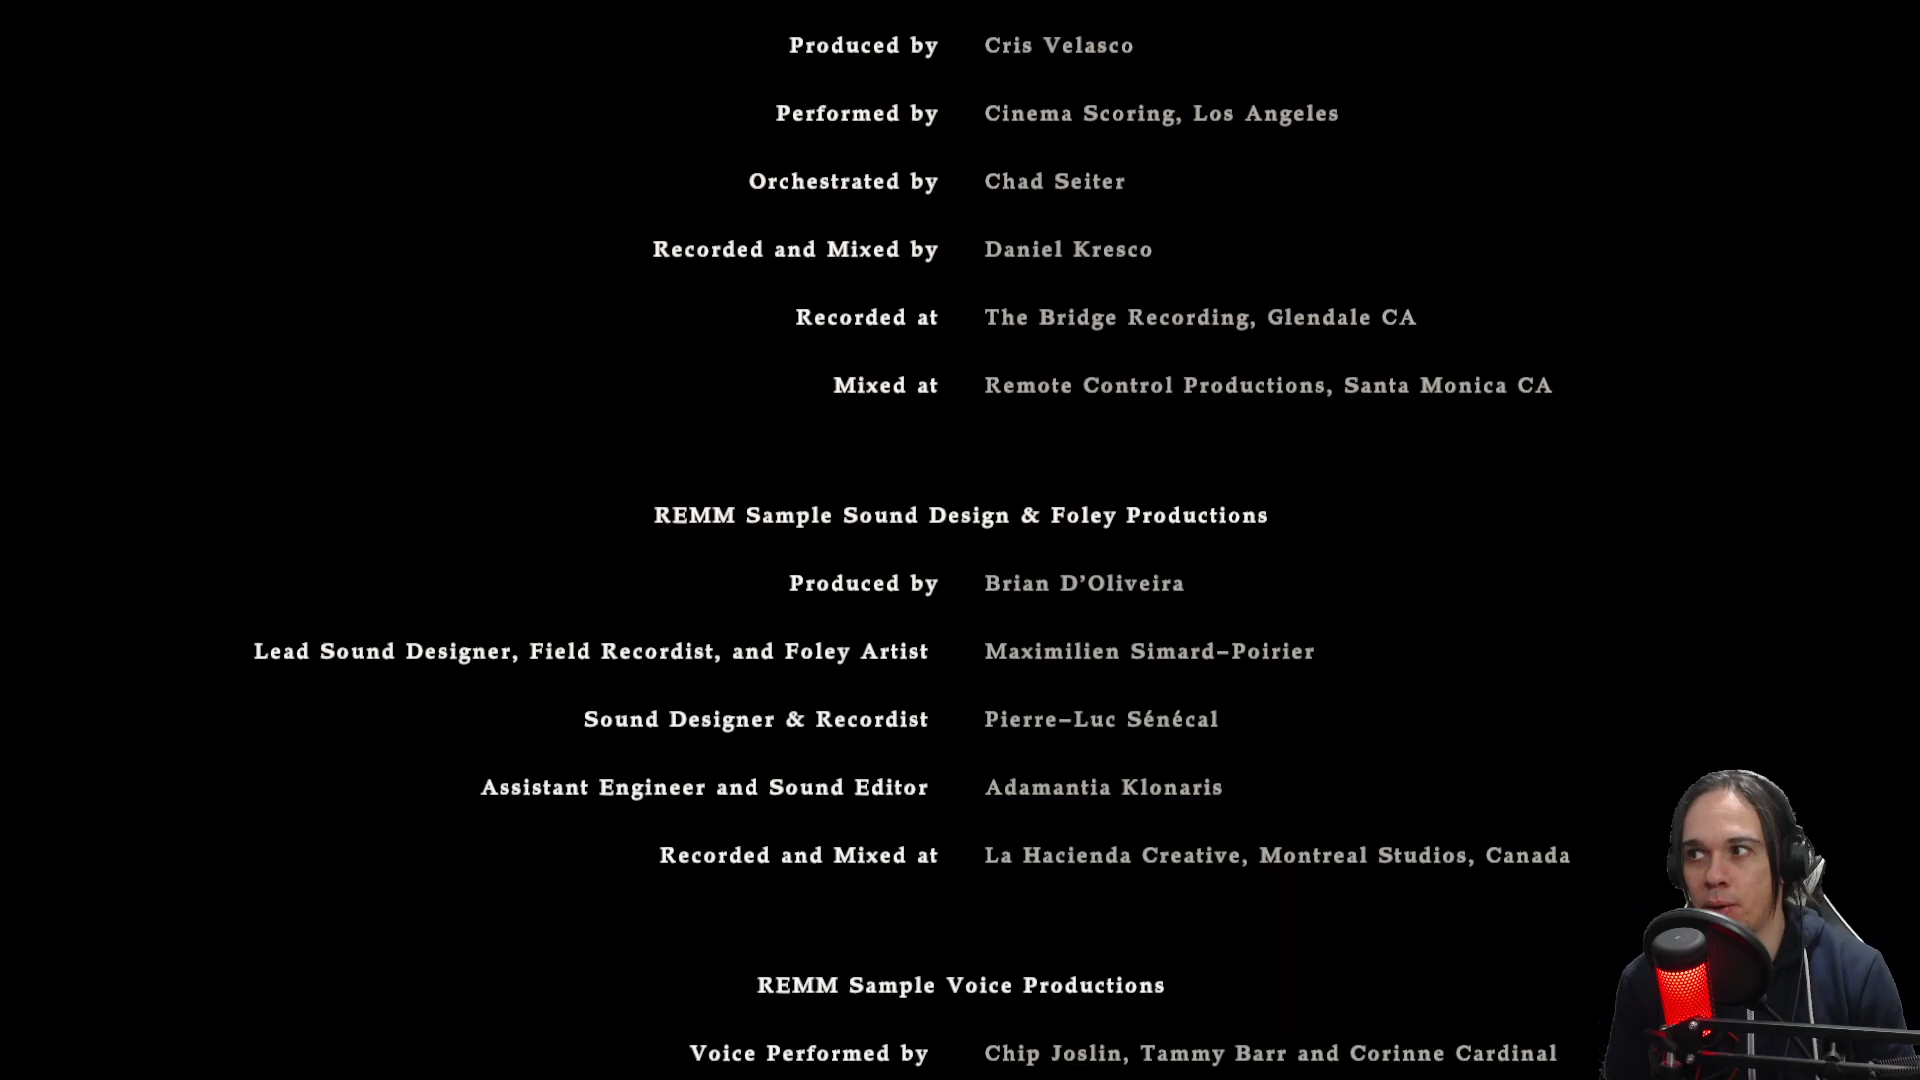 Produced by Cris Velasco
Performed by Cinema Scoring, Los Angeles
Orchestrated by Chad Seiter
Recorded and Mixed by Daniel Kresco
Recorded at The Bridge Recording, Glendale CA
Mixed at Remote Control Productions, Santa Monica CA
REMM Sample Sound Design & Foley Productions
Produced by Brian D’Oliveira
Lead Sound Designer, Field Recordist, and Foley Artist Maximilien Simard–Poirier
Sound Designer & Recordist Pierre–Luc Sénécal
Assistant Engineer and Sound Editor Adamantia Klonaris
Recorded and Mixed at La Hacienda Creative, Montreal Studios, Canada
REMM Sample Voice Productions
Voice Performed by Chip Joslin, Tammy Barr and Corinne Cardinal